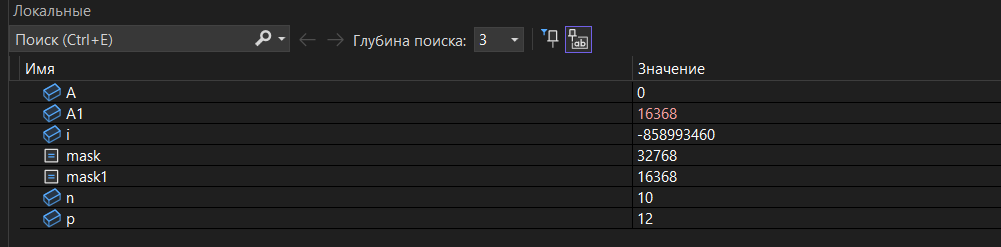 Локальные
Поиск (Ctrl+E) Глубина поиска: 3
Имя Значение
A 0
A1 16368
i -858993460
mask 32768
mask1 16368
n 10
p 12